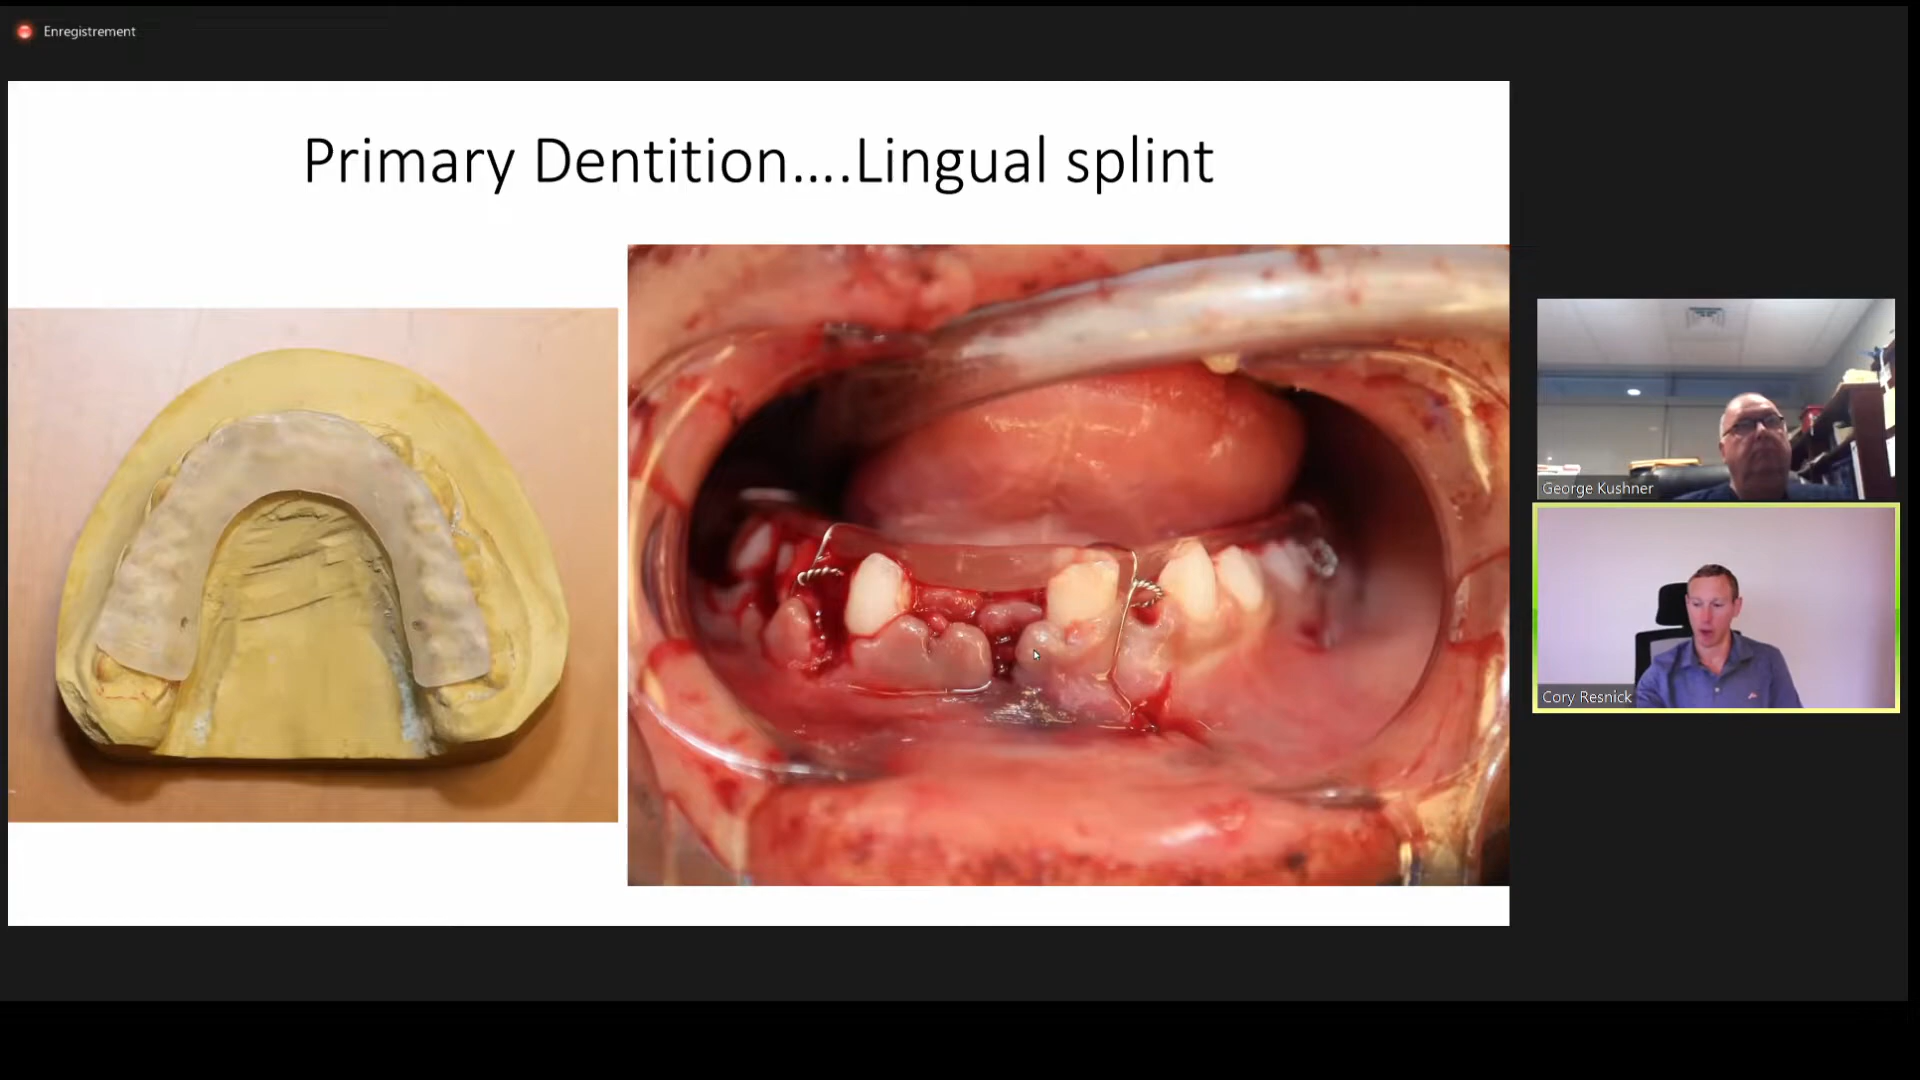 Enregistrement
Primary Dentition....Lingual splint
George Kushner
Cory Resnick